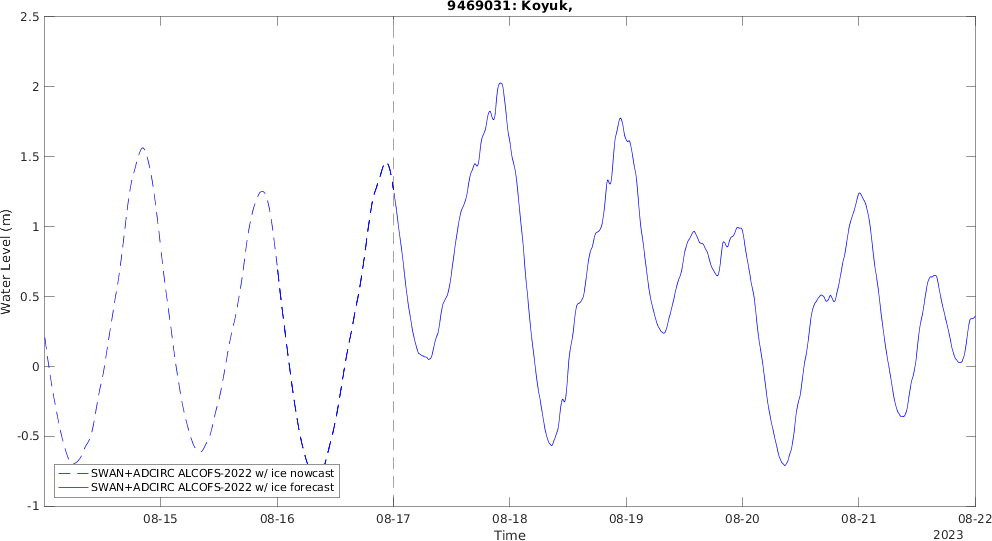 9469031: Koyuk,
2.5
2
1.5
1
0.5
0
-0.5
-1
Water Level (m)
SWAN+ADCIRC ALCOFS-2022 w/ ice nowcast
SWAN+ADCIRC ALCOFS-2022 w/ ice forecast
08-15 08-16 08-17 08-18 08-19 08-20 08-21 08-22
Time
2023